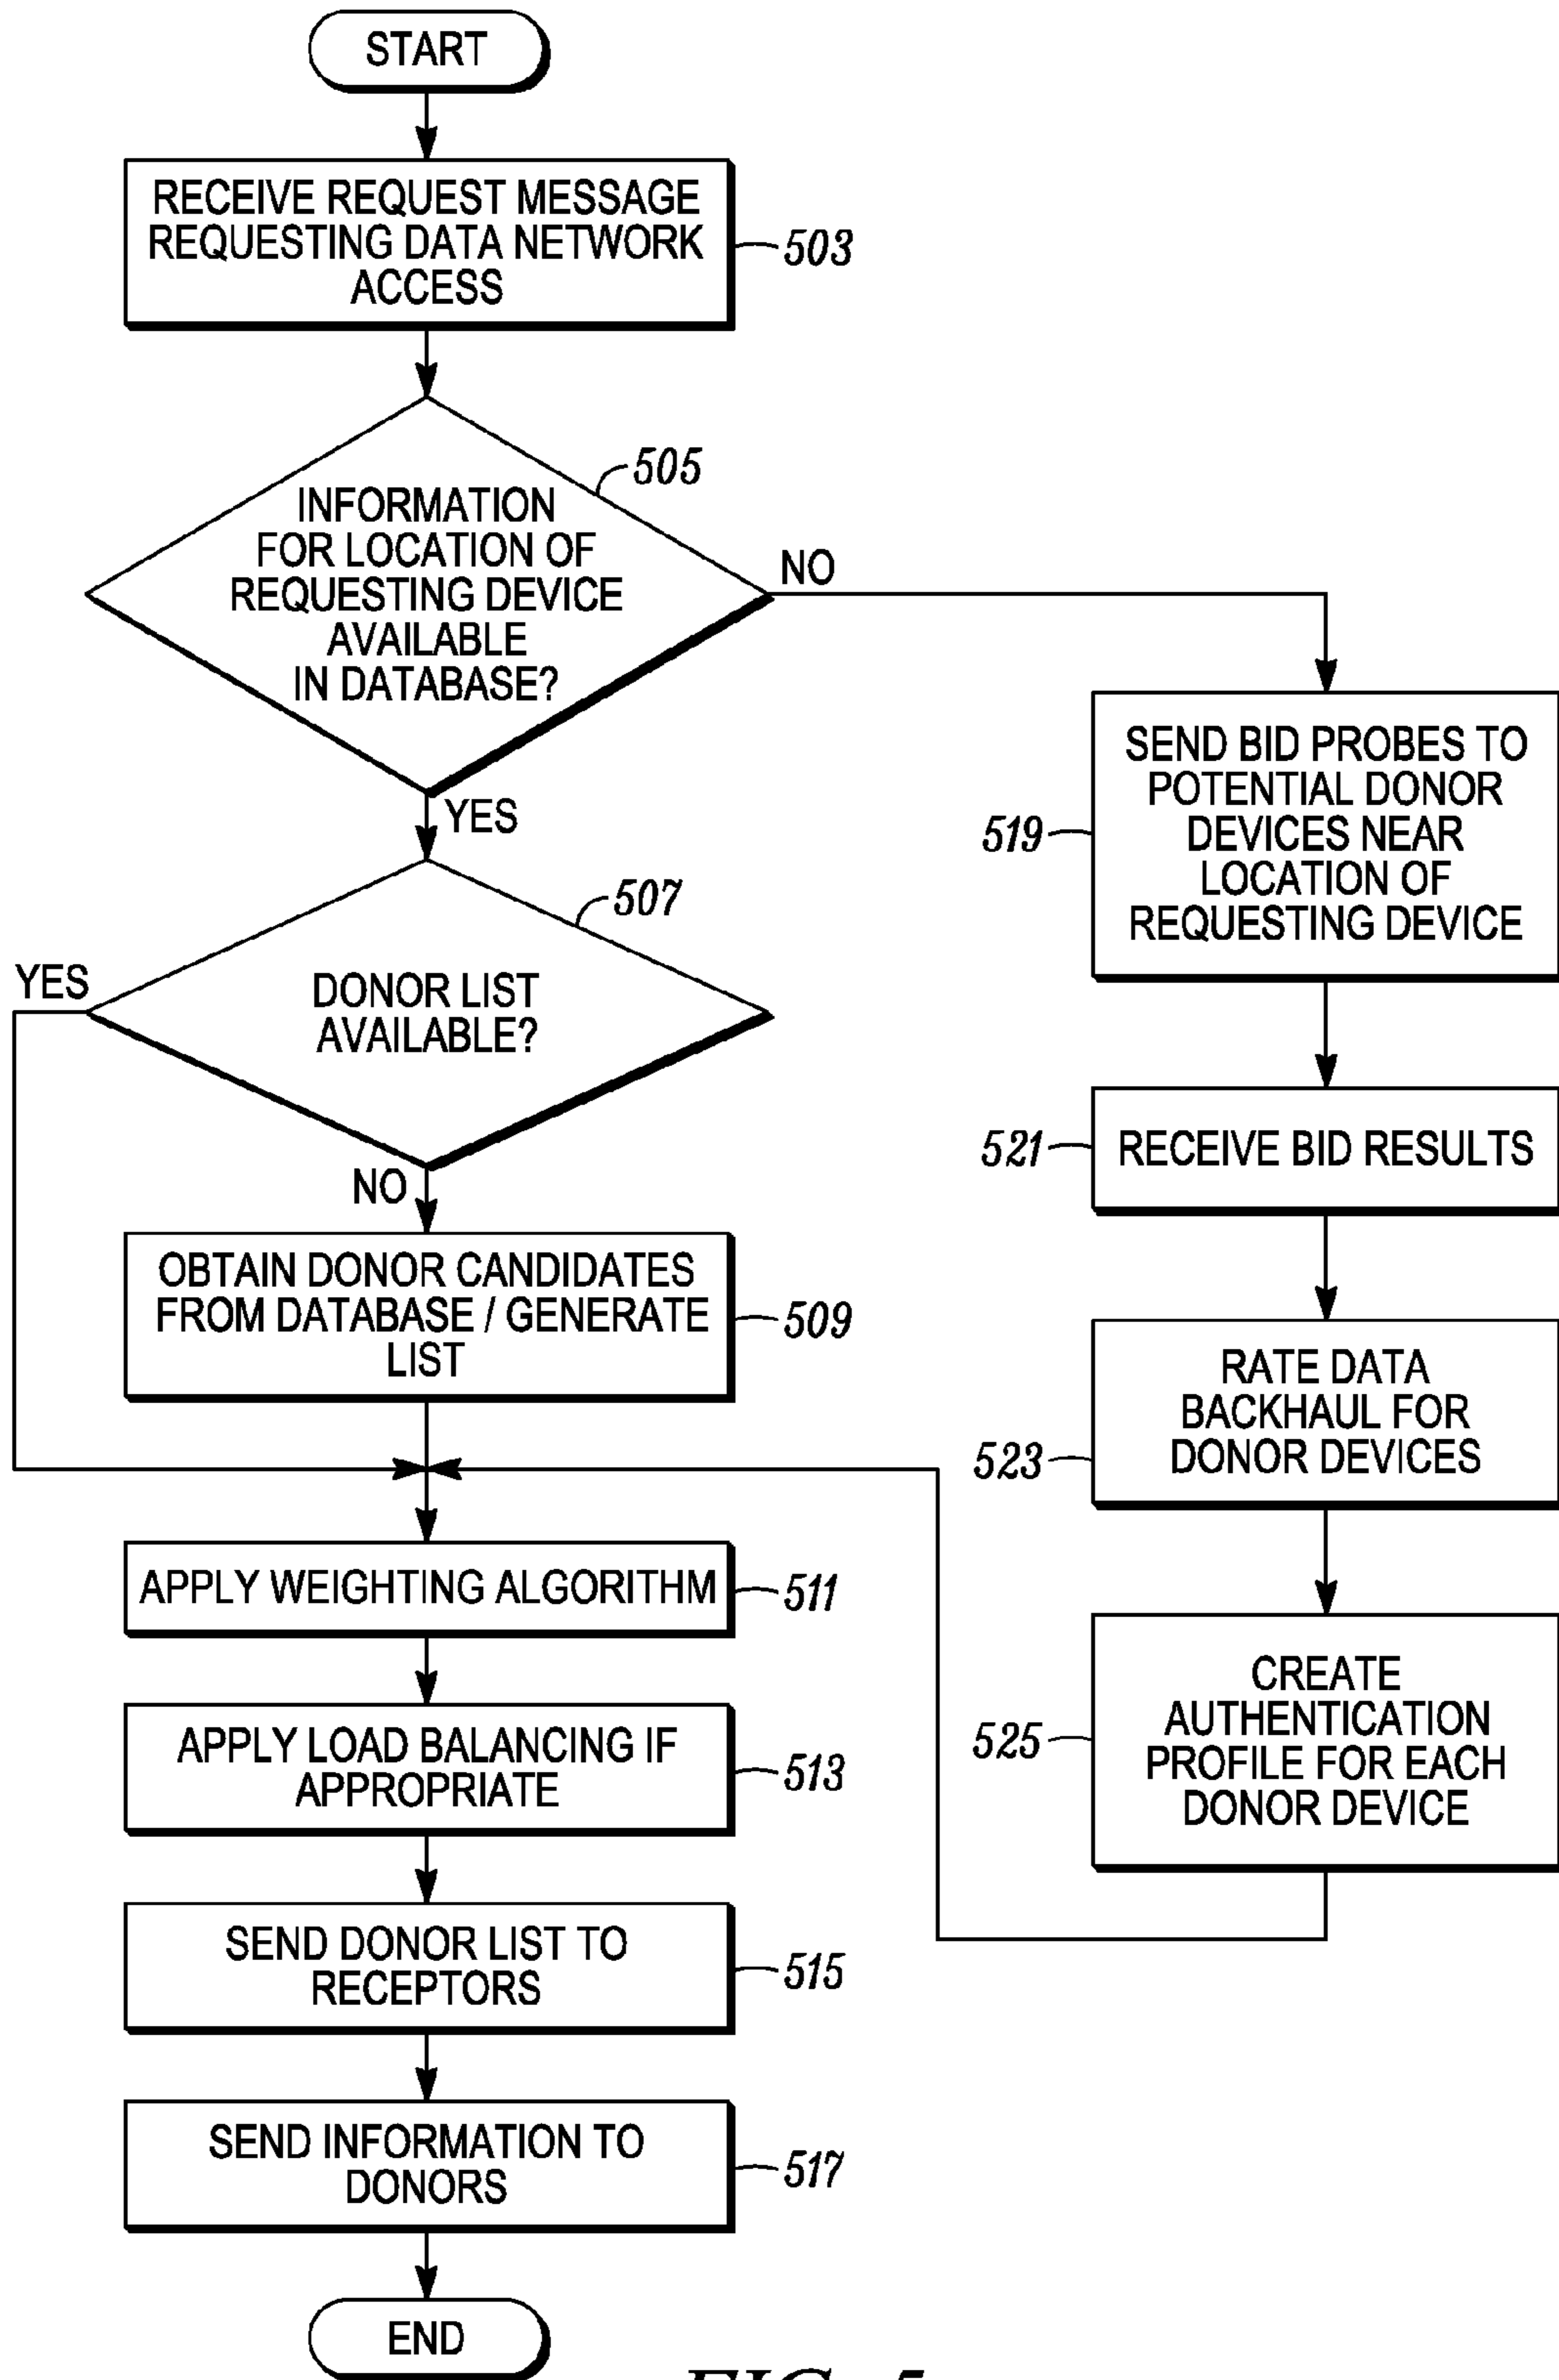 START
RECEIVE REQUEST MESSAGE
REQUESTING DATA NETWORK
ACCESS
503
505
INFORMATION
FOR LOCATION OF
REQUESTING DEVICE
AVAILABLE
IN DATABASE?
NO
YES
507
YES
DONOR LIST
AVAILABLE?
NO
OBTAIN DONOR CANDIDATES
FROM DATABASE / GENERATE
LIST
509
APPLY WEIGHTING ALGORITHM
511
APPLY LOAD BALANCING IF
APPROPRIATE
513
SEND DONOR LIST TO
RECEPTORS
515
SEND INFORMATION TO
DONORS
517
END
SEND BID PROBES TO
POTENTIAL DONOR
DEVICES NEAR
LOCATION OF
REQUESTING DEVICE
519
RECEIVE BID RESULTS
521
RATE DATA
BACKHAUL FOR
DONOR DEVICES
523
CREATE
AUTHENTICATION
PROFILE FOR EACH
DONOR DEVICE
525
FIG. 5